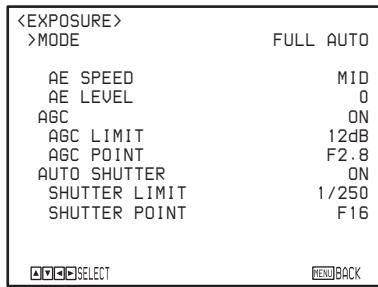 <EXPOSURE>
>MODE FULL AUTO
AE SPEED MID
AE LEVEL 0
AGC ON
AGC LIMIT 12dB
AGC POINT F2.8
AUTO SHUTTER ON
SHUTTER LIMIT 1/250
SHUTTER POINT F16
▲▼◀▶SELECT MENU BACK